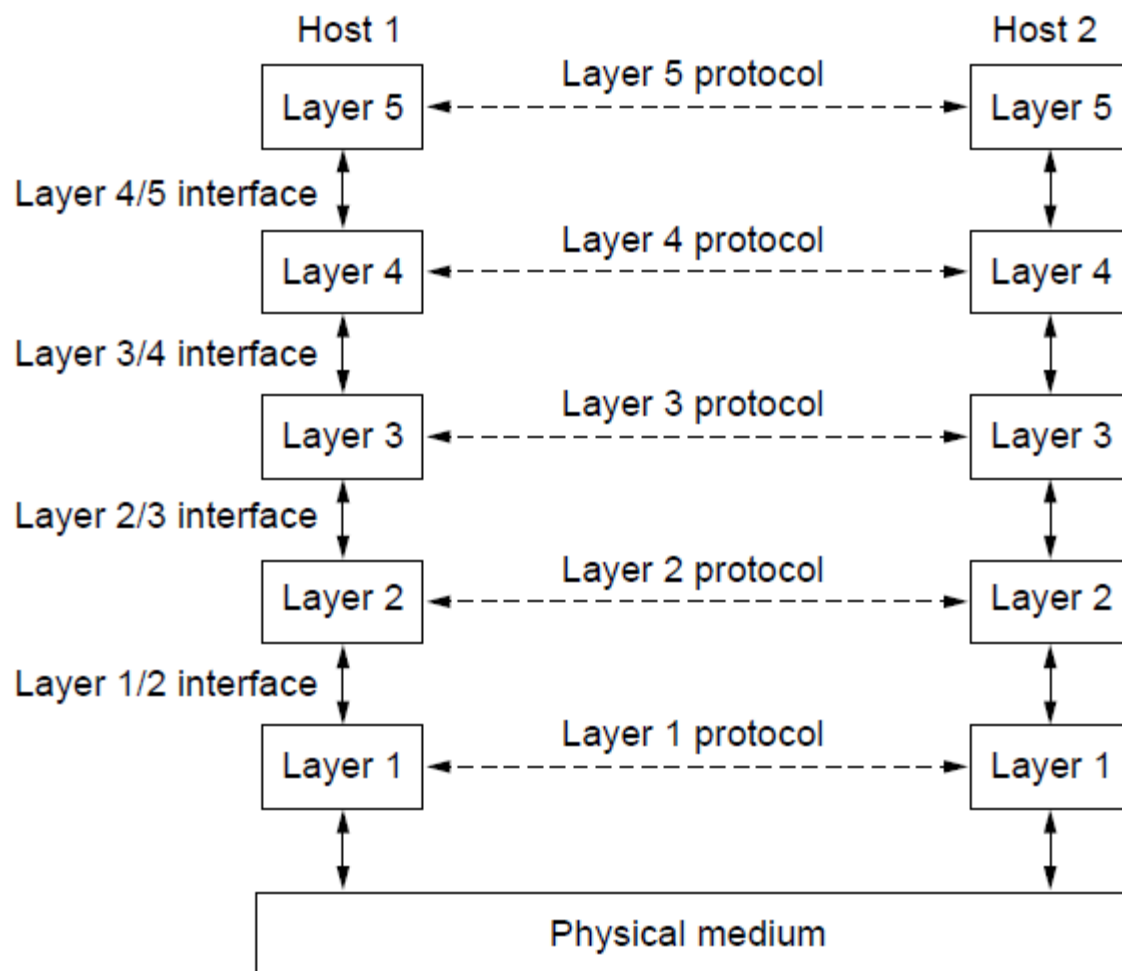 Host 1
Host 2
Layer 5 protocol
Layer 5
Layer 5
Layer 4/5 interface
Layer 4 protocol
Layer 4
Layer 4
Layer 3/4 interface
Layer 3 protocol
Layer 3
Layer 3
Layer 2/3 interface
Layer 2 protocol
Layer 2
Layer 2
Layer 1/2 interface
Layer 1 protocol
Layer 1
Layer 1
Physical medium